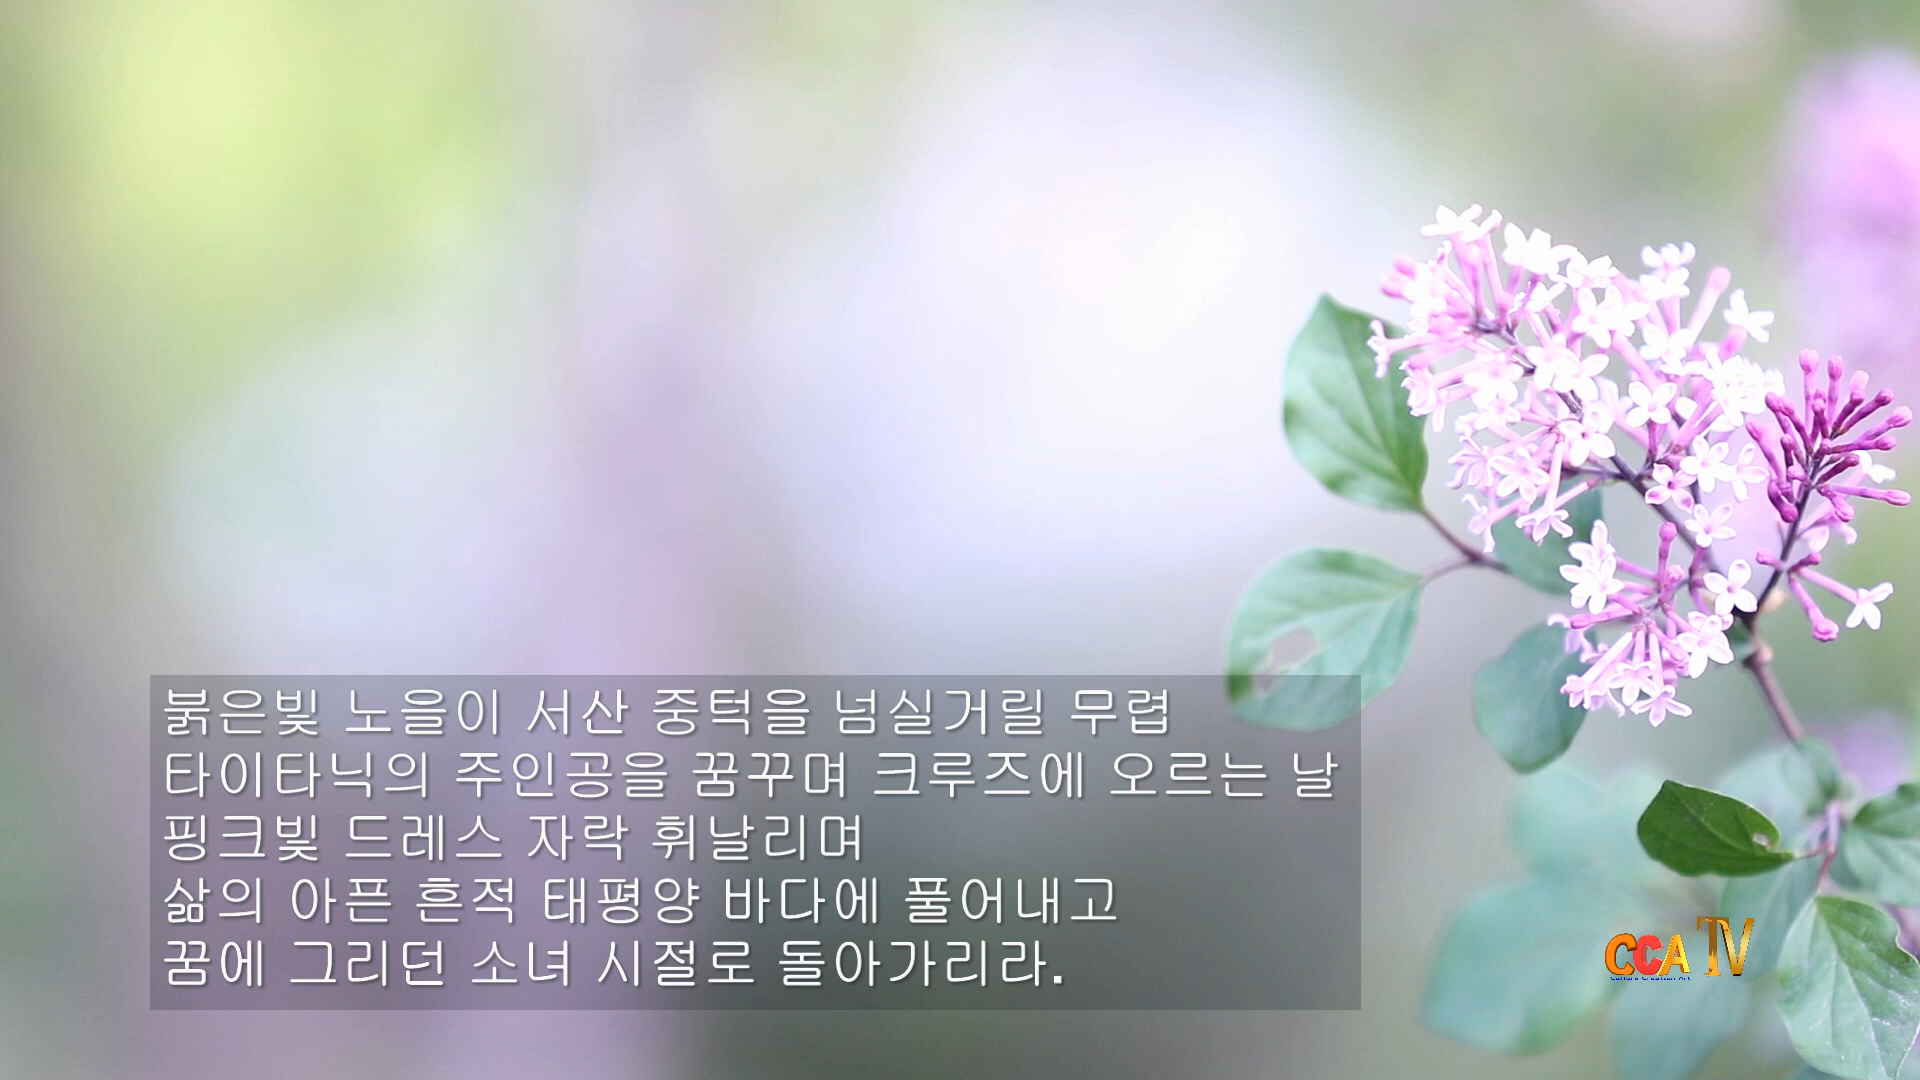 붉은빛 노을이 서산 중턱을 넘실거릴 무렵
타이타닉의 주인공을 꿈꾸며 크루즈에 오르는 날
핑크빛 드레스 자락 휘날리며
삶의 아픈 흔적 태평양 바다에 풀어내고
꿈에 그리던 소녀 시절로 돌아가리라.
CCA TV
Culture Creation Art